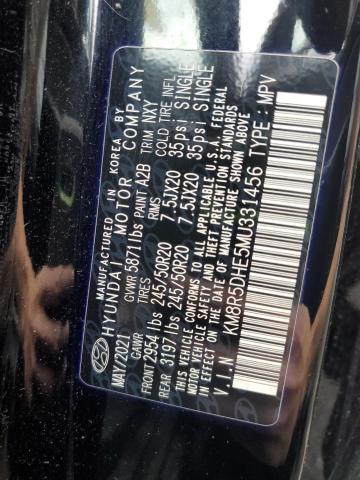 MANUFACTURED IN KOREA BY
HYUNDAI MOTOR COMPANY
MAY/2021 GVWR 5871 lbs PAINT A2B TRIM NXY
GAWR TIRES RIMS COLD TIRE INFL
FRONT 2954 lbs 245/50R20 7.5JX20 35psi SINGLE
REAR 3197 lbs 245/50R20 7.5JX20 35psi SINGLE
THIS VEHICLE CONFORMS TO ALL APPLICABLE U.S.A. FEDERAL
MOTOR VEHICLE SAFETY AND THEFT PREVENTION STANDARDS
IN EFFECT ON THE DATE OF MANUFACTURE SHOWN ABOVE
V.I.N KM8R5DHE5MU331456 TYPE: MPV